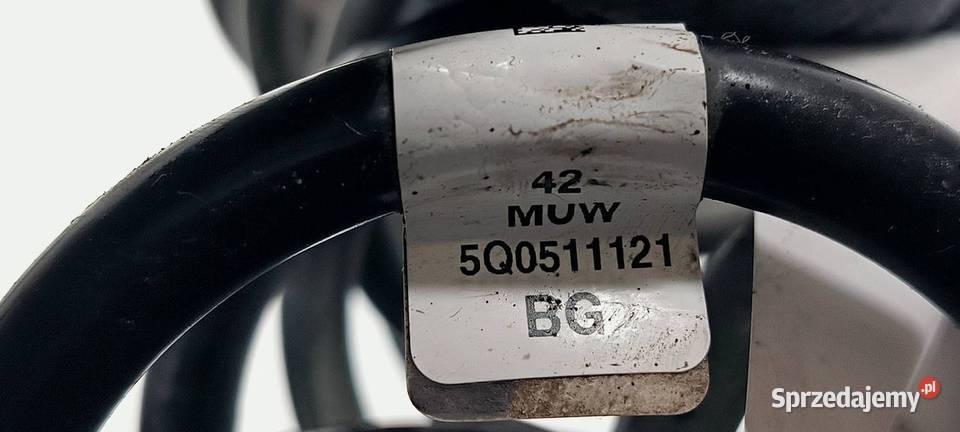 42
MUW
5Q0511121
BG
Sprzedajemy.pl